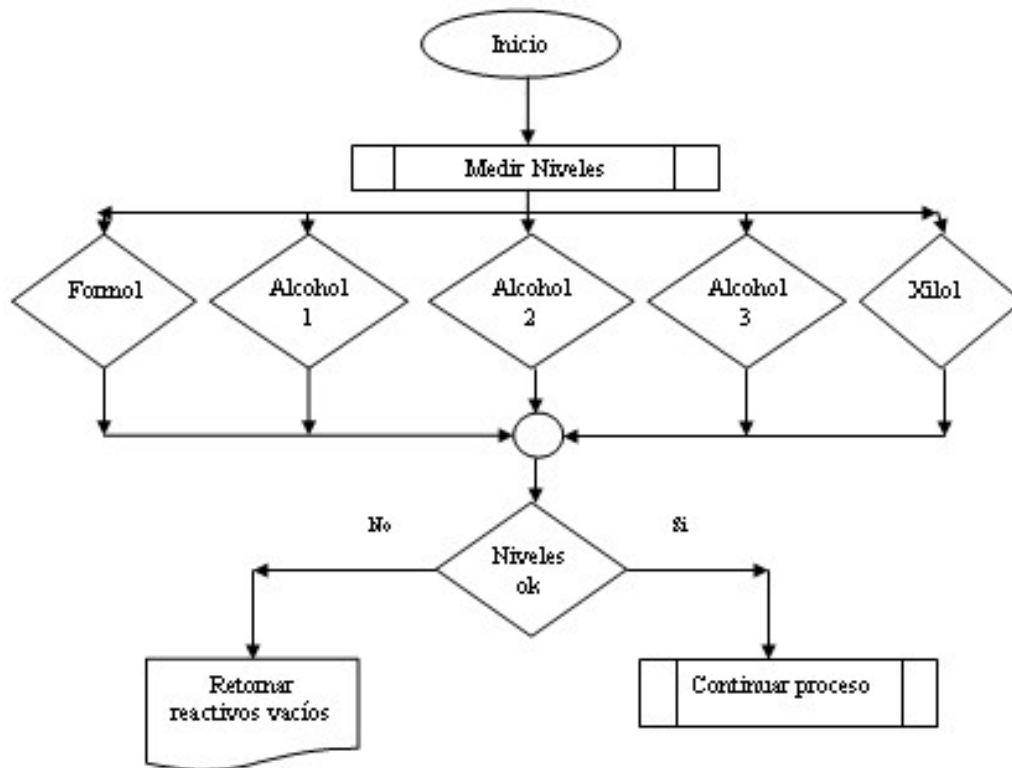 Inicio
Medir Niveles
Formol
Alcohol
1
Alcohol
2
Alcohol
3
Xilol
No
Si
Niveles
ok
Retornar
reactivos vacíos
Continuar proceso